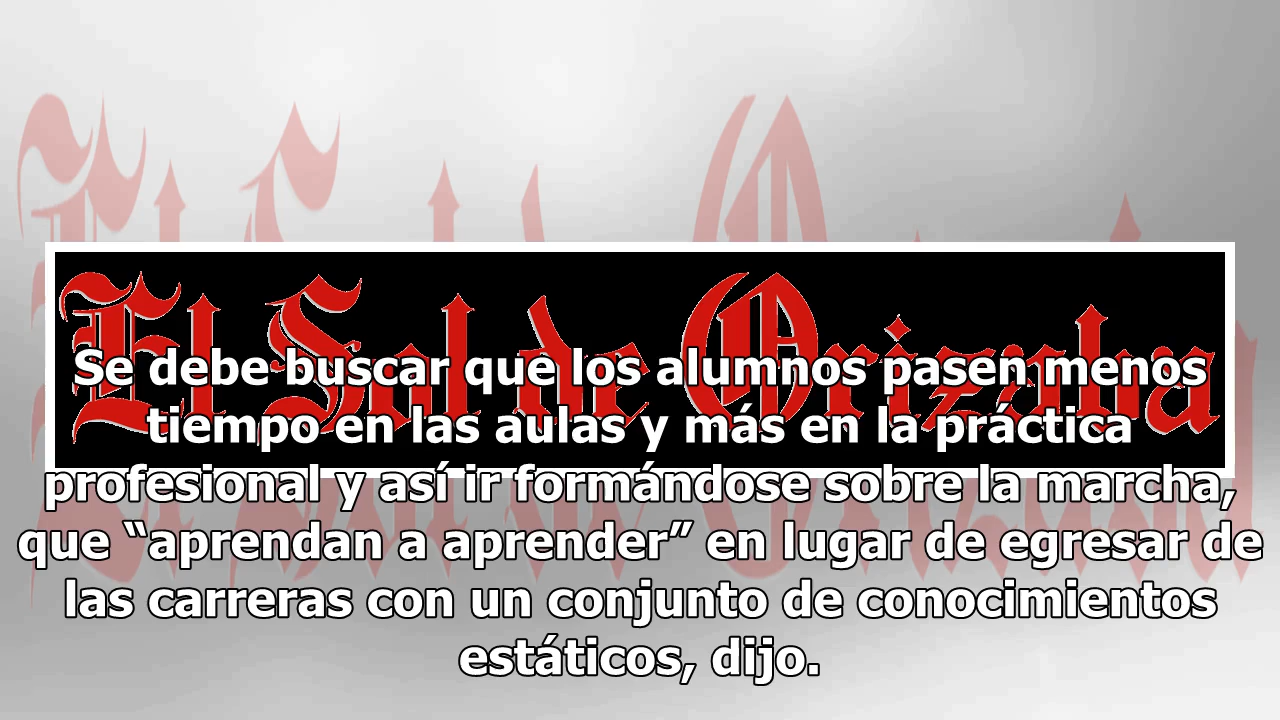 El Sol de Orizaba
Se debe buscar que los alumnos pasen menos
tiempo en las aulas y más en la práctica
profesional y así ir formándose sobre la marcha,
que “aprendan a aprender” en lugar de egresar de
las carreras con un conjunto de conocimientos
estáticos, dijo.